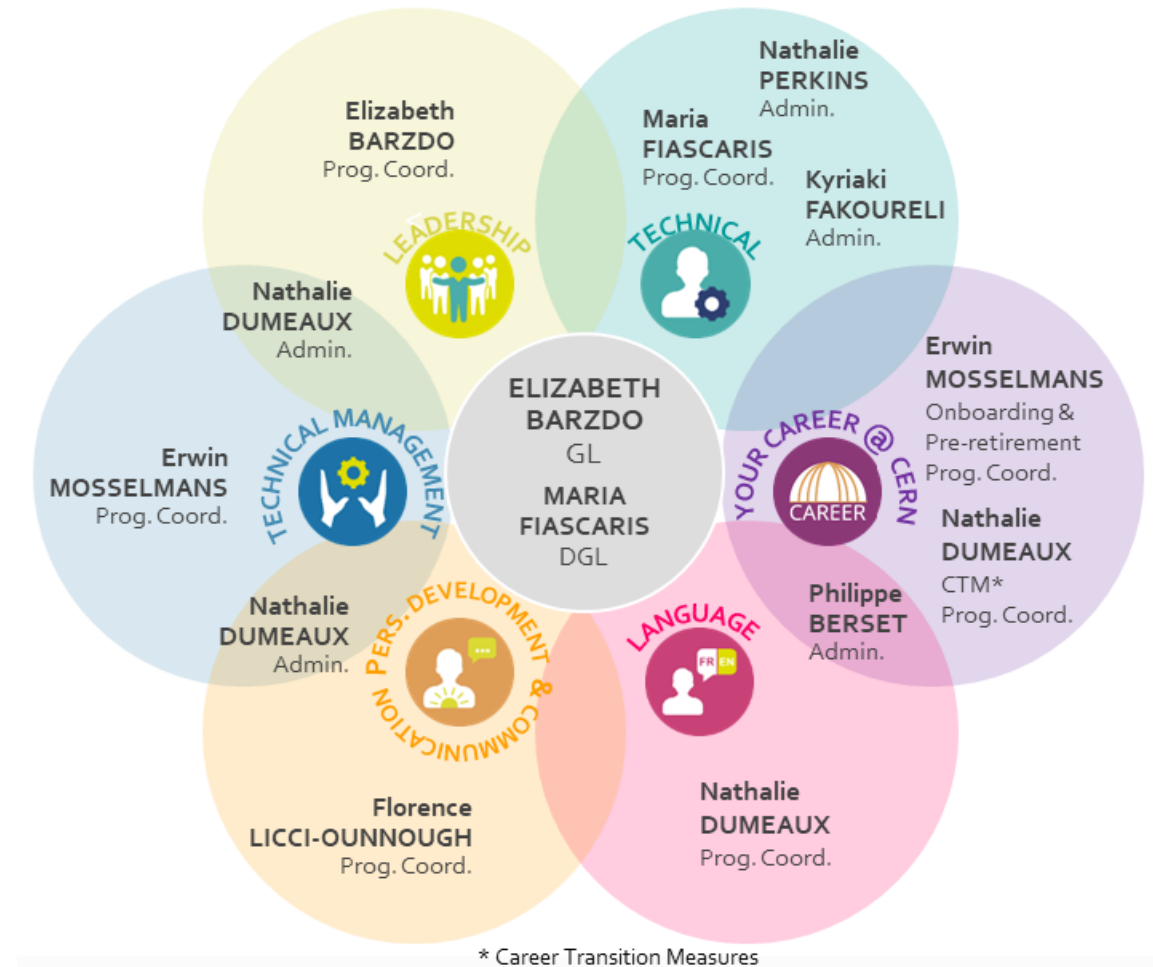 Nathalie
PERKINS
Admin.
Elizabeth
BARZDO
Prog. Coord.
Maria
FIASCARIS
Prog. Coord.
Kyriaki
FAKOURELI
Admin.
LEADERSHIP
TECHNICAL
Nathalie
DUMEAUX
Admin.
Erwin
MOSSELMANS
Onboarding &
Pre-retirement
Prog. Coord.
ELIZABETH
BARZDO
GL
MARIA
FIASCARIS
DGL
TECHNICAL MANAGEMENT
YOUR CAREER @ CERN
CAREER
Erwin
MOSSELMANS
Prog. Coord.
Nathalie
DUMEAUX
CTM*
Prog. Coord.
Nathalie
DUMEAUX
Admin.
PERS. DEVELOPMENT & COMMUNICATION
LANGUAGE
FR EN
Philippe
BERSET
Admin.
Florence
LICCI-OUNNOUGH
Prog. Coord.
Nathalie
DUMEAUX
Prog. Coord.
* Career Transition Measures